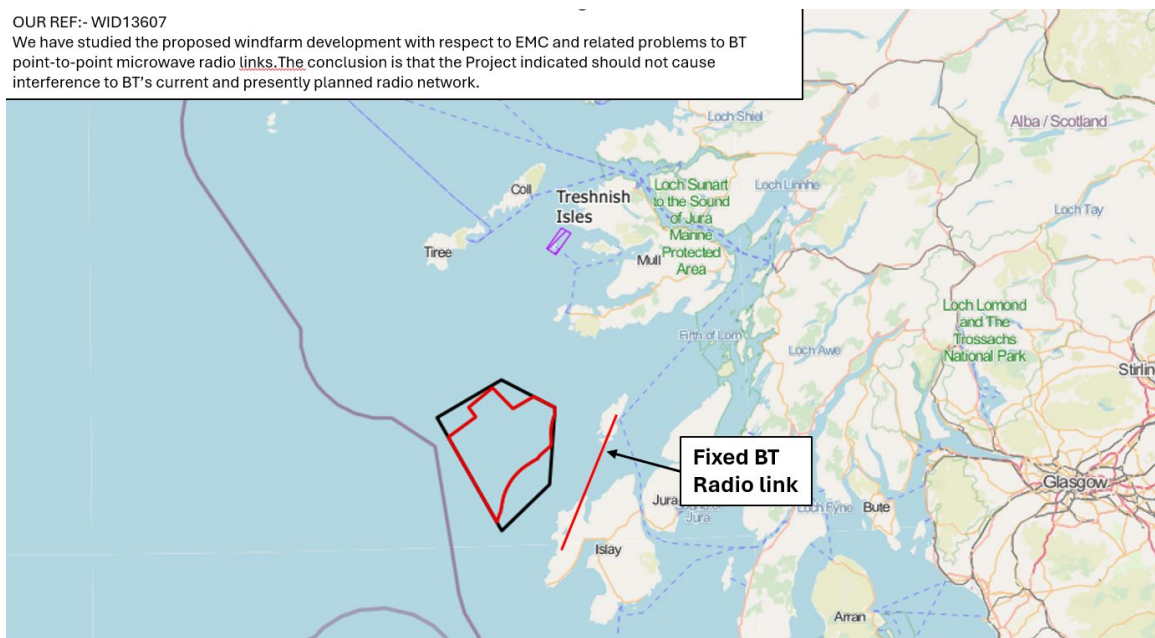 OUR REF:- WID13607
We have studied the proposed windfarm development with respect to EMC and related problems to BT
point-to-point microwave radio links.The conclusion is that the Project indicated should not cause
interference to BT’s current and presently planned radio network.
Loch Shiel
Alba / Scotland
Coll
Treshnish
Isles
Loch Sunart
to the Sound
of Jura
Marine
Protected
Area
Loch Linnhe
Loch Tay
Tiree
Mull
Loch Lomond
and The
Trossachs
National Park
Firth of Lorn
Loch Awe
Fixed BT
Radio link
Glasgow
Jura
Jura
Loch Fyne
Bute
Islay
Arran